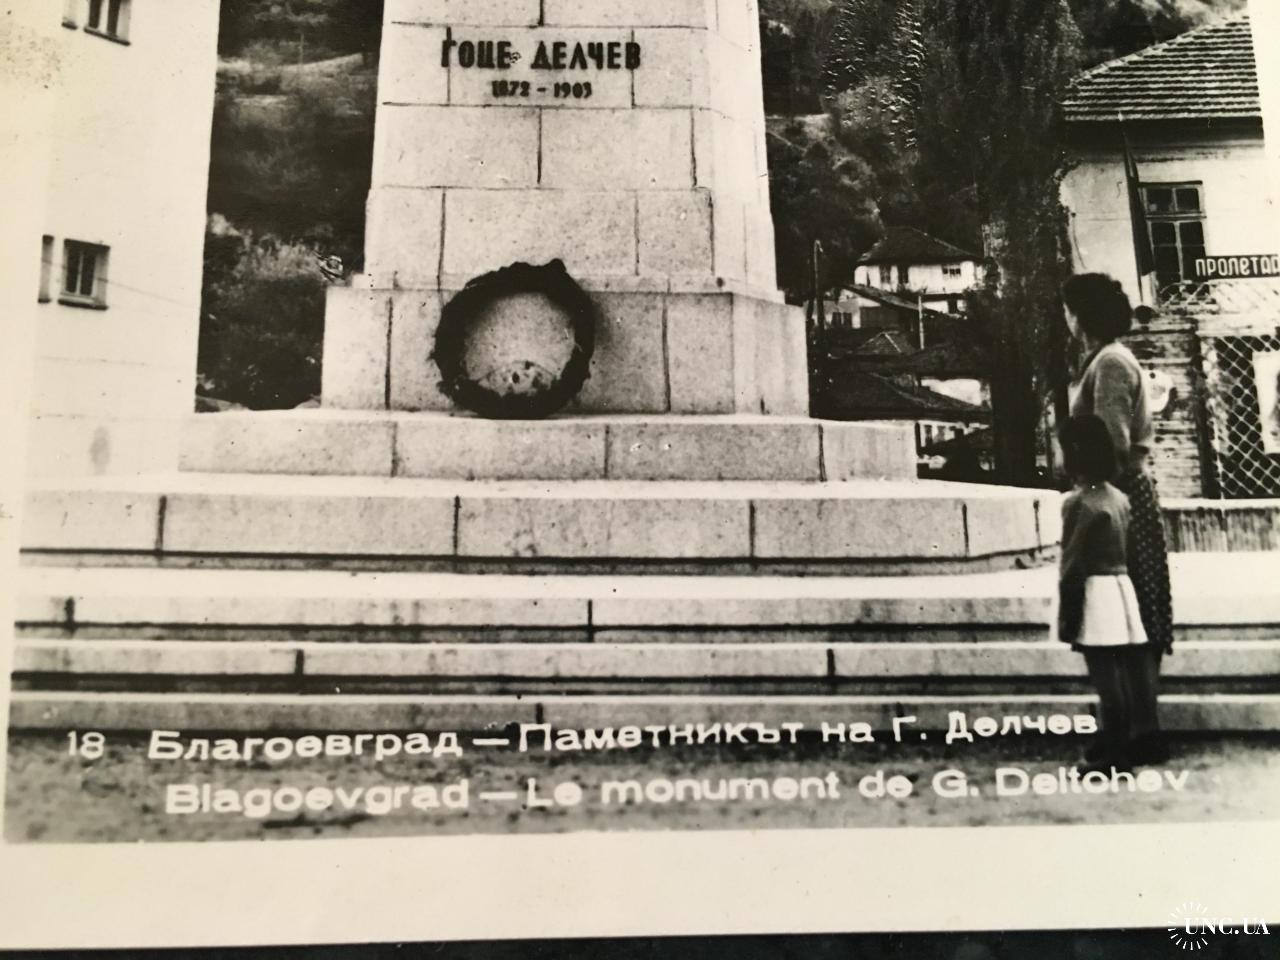 ГОЦЕ ДЕЛЧЕВ
1872 - 1903
ПРОЛЕТАР
18 Благоевград — Паметникът на Г. Делчев
Blagoevgrad — Le monument de G. Deltchev
UNC.UA